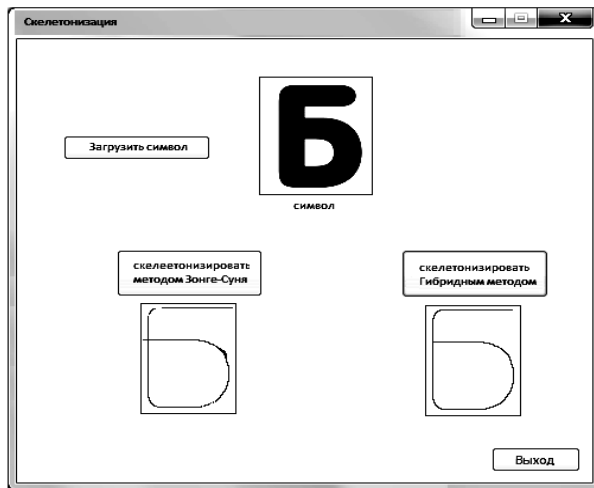 Скелетонизация
Б
Загрузить символ
символ
скелеетонизировать
методом Зонге-Суня
скелетонизировать
Гибридным методом
Б
Б
Выход